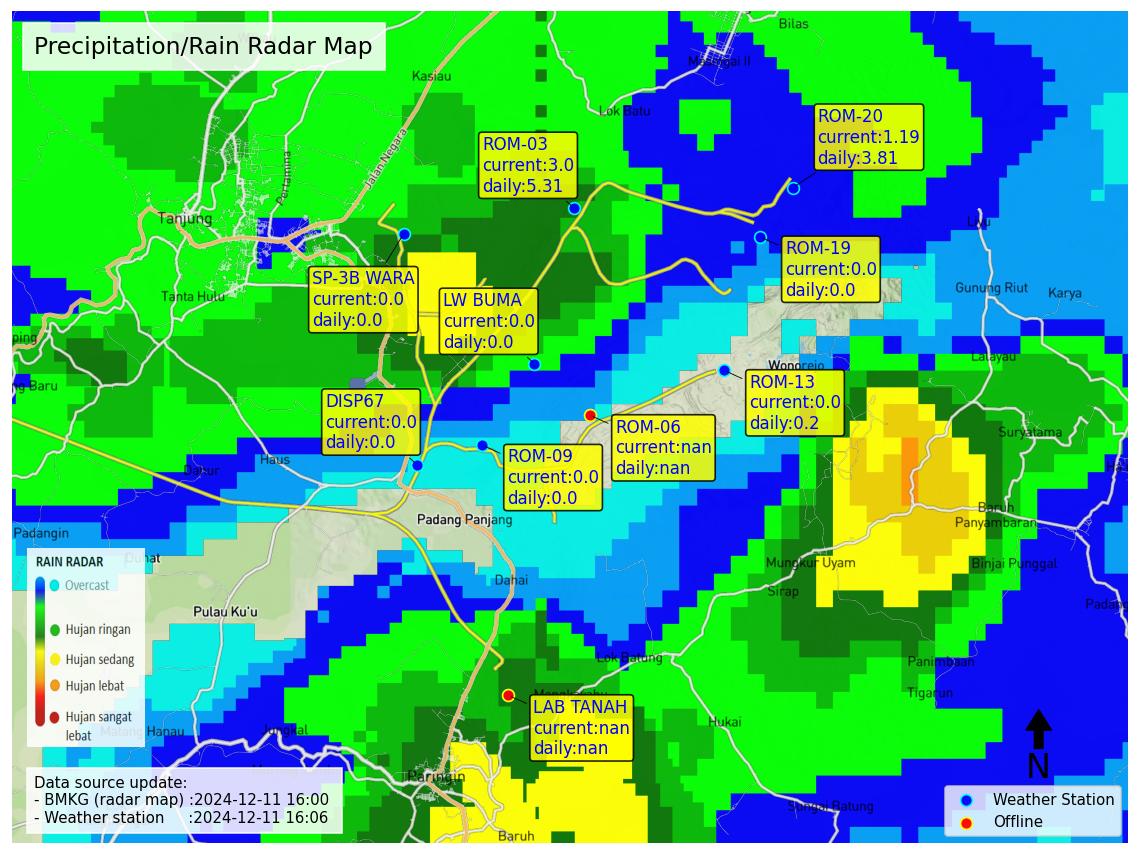 Precipitation/Rain Radar Map
Bilas
Masingai II
Kasiau
Lok Batu
Jalan Negara
Pertamina
Tanjung
Tanta Hulu
ROM-03
current:3.0
daily:5.31
ROM-20
current:1.19
daily:3.81
ROM-19
current:0.0
daily:0.0
SP-3B WARA
current:0.0
daily:0.0
LW BUMA
current:0.0
daily:0.0
Gunung Riut
Karya
Lalayau
Wonorejo
ping
ng Baru
ROM-13
current:0.0
daily:0.2
DISP67
current:0.0
daily:0.0
ROM-06
current:nan
daily:nan
ROM-09
current:0.0
daily:0.0
Suryatama
Dahur
Haus
Padang Panjang
Baruh
Panyambaran
Padangin
Mungkur Uyam
Binjai Punggal
Dahai
Sirap
Padang
Pulau Ku'u
RAIN RADAR
Overcast
Hujan ringan
Hujan sedang
Hujan lebat
Hujan sangat
lebat
Lok Batung
Panimbaan
Tigarun
LAB TANAH
current:nan
daily:nan
Hukai
Jungkal
Matang Hanau
Paringin
Sungai Batung
Baruh
N
Data source update:
- BMKG (radar map) :2024-12-11 16:00
- Weather station :2024-12-11 16:06
Weather Station
Offline